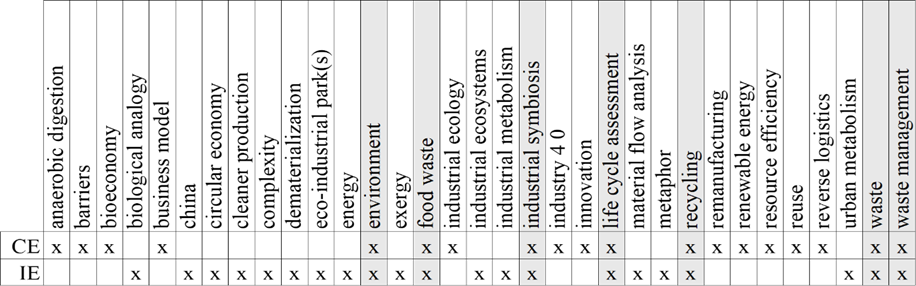 anaerobic digestion
barriers
bioeconomy
biological analogy
business model
china
circular economy
cleaner production
complexity
dematerialization
eco-industrial park(s)
energy
environment
exergy
food waste
industrial ecology
industrial ecosystems
industrial metabolism
industrial symbiosis
industry 4 0
innovation
life cycle assessment
material flow analysis
metaphor
recycling
remanufacturing
renewable energy
resource efficiency
reuse
reverse logistics
urban metabolism
waste
waste management
CE x x x x x x x x x x x x x x x x x x x
IE x x x x x x x x x x x x x x x x x x x x x